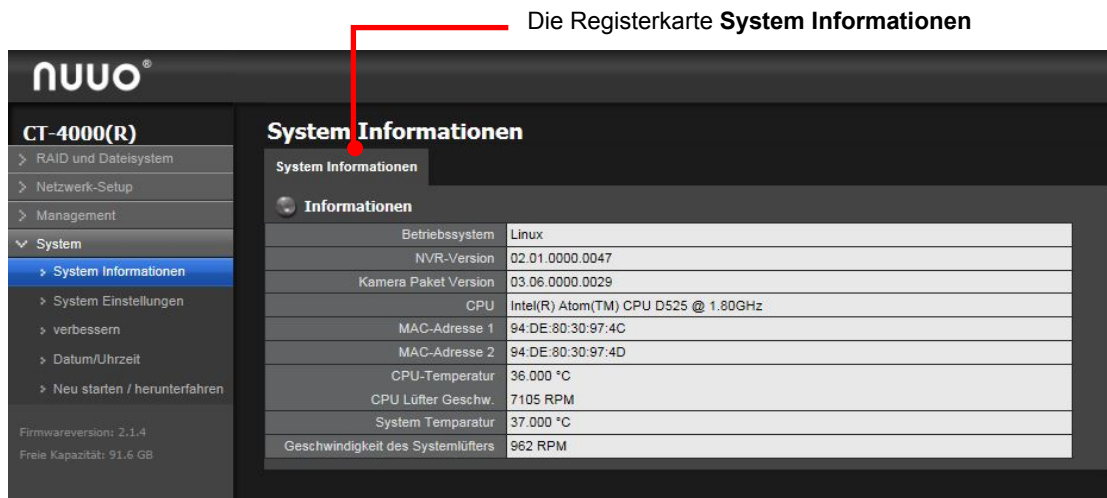 Die Registerkarte System Informationen
nuuo®
CT-4000(R)
RAID und Dateisystem
Netzwerk-Setup
Management
System
System Informationen
System Einstellungen
verbessern
Datum/Uhrzeit
Neu starten / herunterfahren
Firmwareversion: 2.1.4
Freie Kapazität: 91.6 GB
System Informationen
System Informationen
Informationen
Betriebssystem Linux
NVR-Version 02.01.0000.0047
Kamera Paket Version 03.06.0000.0029
CPU Intel(R) Atom(TM) CPU D525 @ 1.80GHz
MAC-Adresse 1 94:DE:80:30:97:4C
MAC-Adresse 2 94:DE:80:30:97:4D
CPU-Temperatur 36.000 °C
CPU Lüfter Geschw. 7105 RPM
System Temparatur 37.000 °C
Geschwindigkeit des Systemlüfters 962 RPM